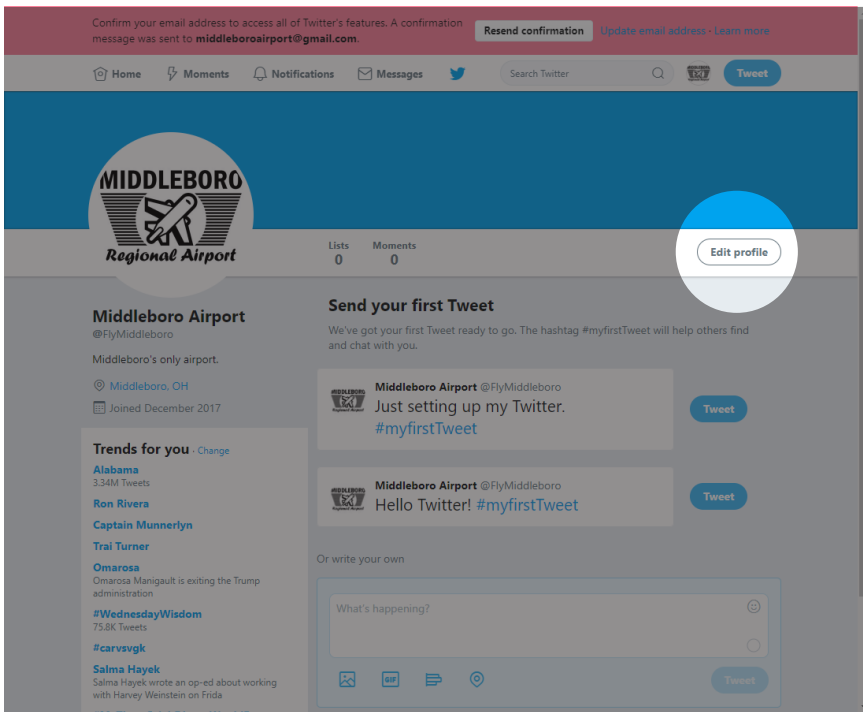 Confirm your email address to access all of Twitter's features. A confirmation
message was sent to middleboroairport@gmail.com.
Resend confirmation
Update email address · Learn more
Home
Moments
Notifications
Messages
Search Twitter
Tweet
MIDDLEBORO
Regional Airport
Lists
0
Moments
0
Edit profile
Middleboro Airport
@FlyMiddleboro
Middleboro's only airport.
Middleboro, OH
Joined December 2017
Trends for you · Change
Alabama
3.34M Tweets
Ron Rivera
Captain Munnerlyn
Trai Turner
Omarosa
Omarosa Manigault is exiting the Trump
administration
#WednesdayWisdom
75.8K Tweets
#carvsvgk
Salma Hayek
Salma Hayek wrote an op-ed about working
with Harvey Weinstein on Frida
Send your first Tweet
We've got your first Tweet ready to go. The hashtag #myfirstTweet will help others find
and chat with you.
Middleboro Airport @FlyMiddleboro
Just setting up my Twitter.
#myfirstTweet
Tweet
Middleboro Airport @FlyMiddleboro
Hello Twitter! #myfirstTweet
Tweet
Or write your own
What's happening?
GIF
Tweet